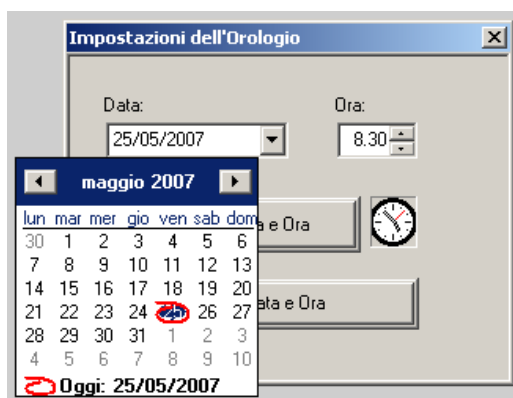 Impostazioni dell'Orologio
Data:
Ora:
25/05/2007
8.30
maggio 2007
lun mar mer gio ven sab dom
30 1 2 3 4 5 6
7 8 9 10 11 12 13
14 15 16 17 18 19 20
21 22 23 24 25 26 27
28 29 30 31 1 2 3
4 5 6 7 8 9 10
Oggi: 25/05/2007
e Ora
ata e Ora